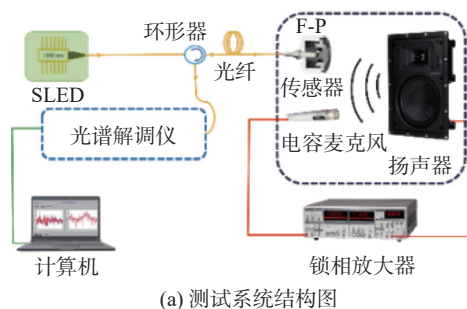 环形器
F-P
光纤
传感器
SLED
电容麦克风
扬声器
光谱解调仪
计算机
锁相放大器
(a) 测试系统结构图